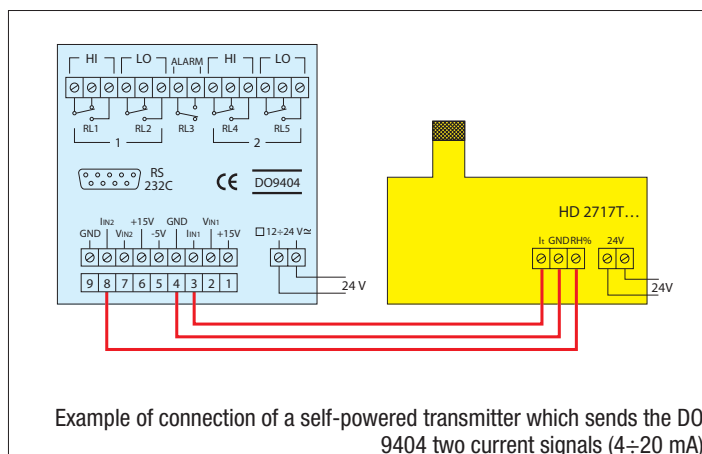 HI LO ALARM HI LO
RL1 RL2 RL3 RL4 RL5
1 2
RS
232C
CE DO9404
IIN2 +15V GND VIN1
GND VIN2 -5V IIN1 +15V
12÷24 V≃
9 8 7 6 5 4 3 2 1
24 V
HD 2717T...
It GND RH% 24V
24V
Example of connection of a self-powered transmitter which sends the DO
9404 two current signals (4÷20 mA)